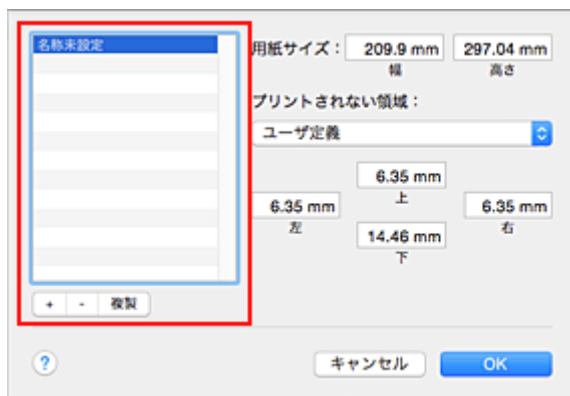 名称未設定
用紙サイズ： 209.9 mm 297.04 mm
幅 高さ
プリントされない領域：
ユーザ定義
6.35 mm
上
6.35 mm 6.35 mm
左 右
14.46 mm
下
+ - 複製
? キャンセル OK